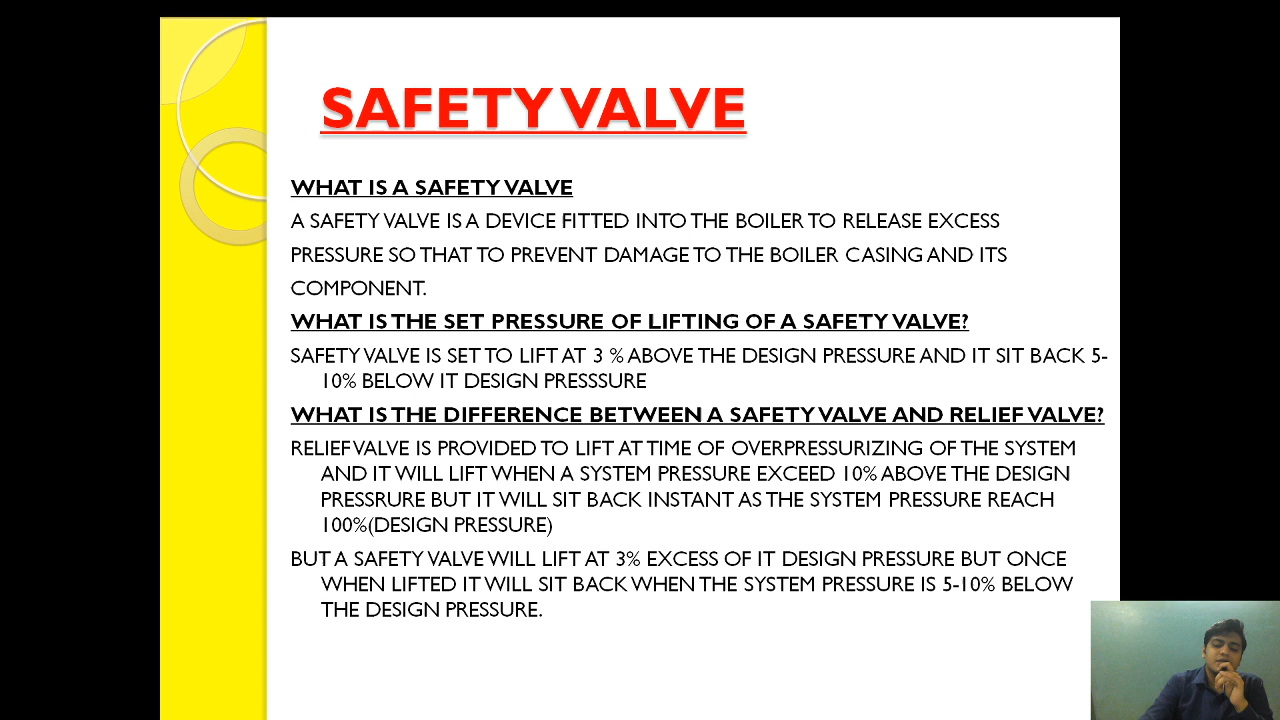 SAFETY VALVE
WHAT IS A SAFETY VALVE
A SAFETY VALVE IS A DEVICE FITTED INTO THE BOILER TO RELEASE EXCESS
PRESSURE SO THAT TO PREVENT DAMAGE TO THE BOILER CASING AND ITS
COMPONENT.
WHAT IS THE SET PRESSURE OF LIFTING OF A SAFETY VALVE?
SAFETY VALVE IS SET TO LIFT AT 3 % ABOVE THE DESIGN PRESSURE AND IT SIT BACK 5-
10% BELOW IT DESIGN PRESSSURE
WHAT IS THE DIFFERENCE BETWEEN A SAFETY VALVE AND RELIEF VALVE?
RELIEF VALVE IS PROVIDED TO LIFT AT TIME OF OVERPRESSURIZING OF THE SYSTEM
AND IT WILL LIFT WHEN A SYSTEM PRESSURE EXCEED 10% ABOVE THE DESIGN
PRESSRURE BUT IT WILL SIT BACK INSTANT AS THE SYSTEM PRESSURE REACH
100%(DESIGN PRESSURE)
BUT A SAFETY VALVE WILL LIFT AT 3% EXCESS OF IT DESIGN PRESSURE BUT ONCE
WHEN LIFTED IT WILL SIT BACK WHEN THE SYSTEM PRESSURE IS 5-10% BELOW
THE DESIGN PRESSURE.